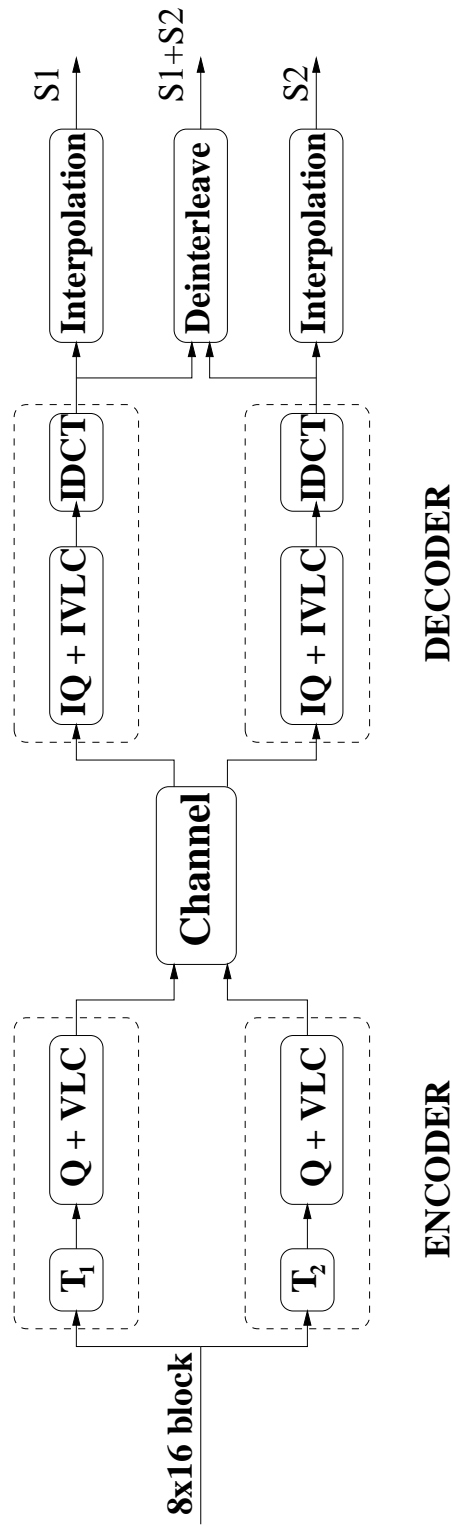 8x16 block
T1
Q + VLC
T2
Q + VLC
ENCODER
Channel
IQ + IVLC
IDCT
IQ + IVLC
IDCT
DECODER
Interpolation
S1
Deinterleave
S1+S2
Interpolation
S2